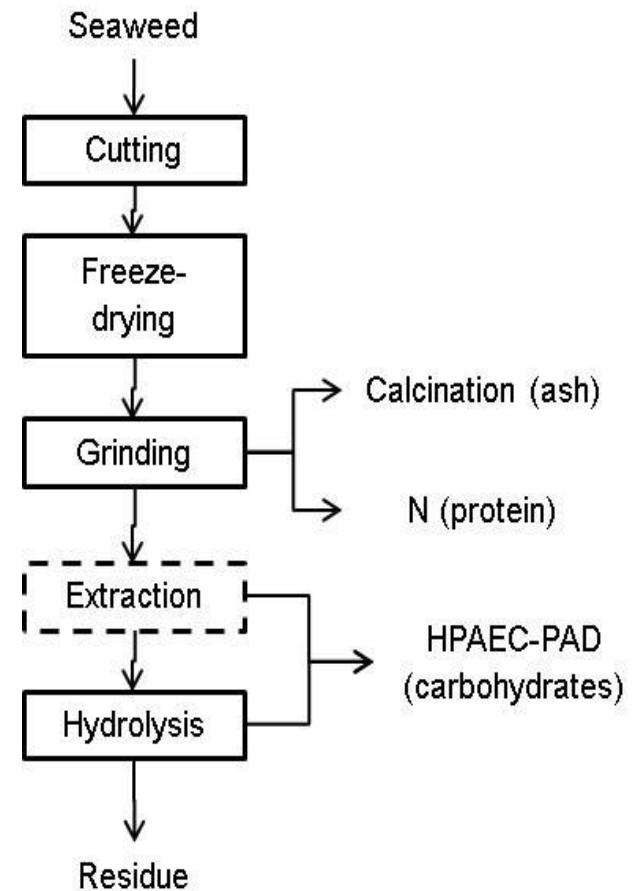 Seaweed
Cutting
Freeze-
drying
Calcination (ash)
Grinding
N (protein)
Extraction
HPAEC-PAD
(carbohydrates)
Hydrolysis
Residue